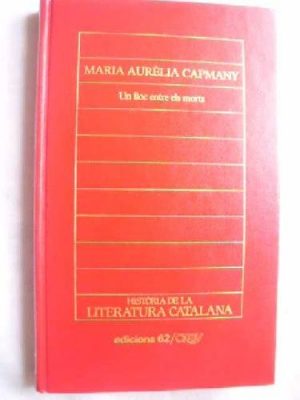 MARIA AURÈLIA CAPMANY
Un lloc entre els morts
HISTÒRIA DE LA
LITERATURA CATALANA
edicions 62/